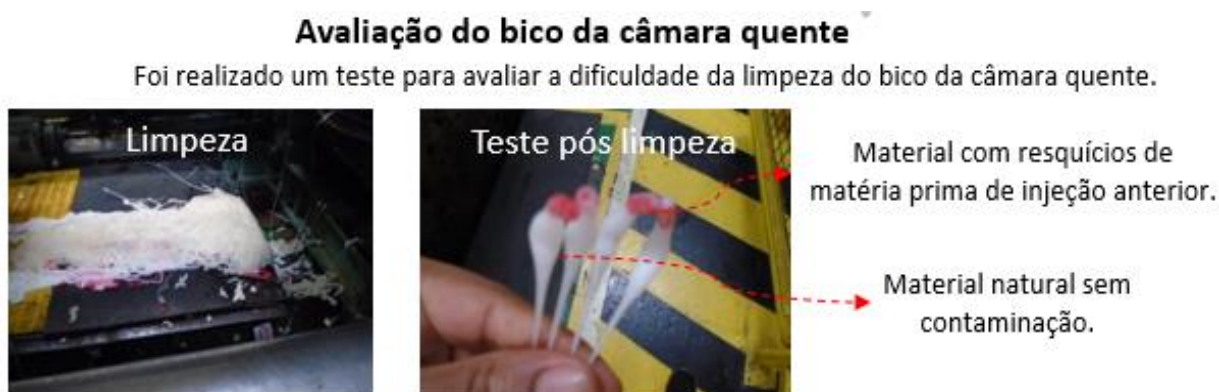 Avaliação do bico da câmara quente
Foi realizado um teste para avaliar a dificuldade da limpeza do bico da câmara quente.
Limpeza
Teste pós limpeza
Material com resquícios de
matéria prima de injeção anterior.
Material natural sem
contaminação.